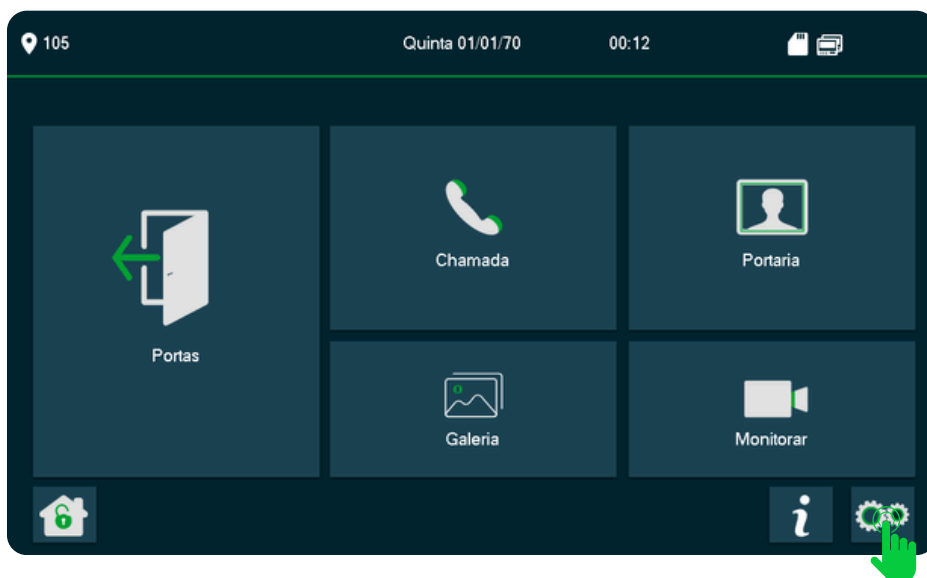 105 Quinta 01/01/70 00:12
Chamada
Portaria
Portas
Galeria
Monitorar
i